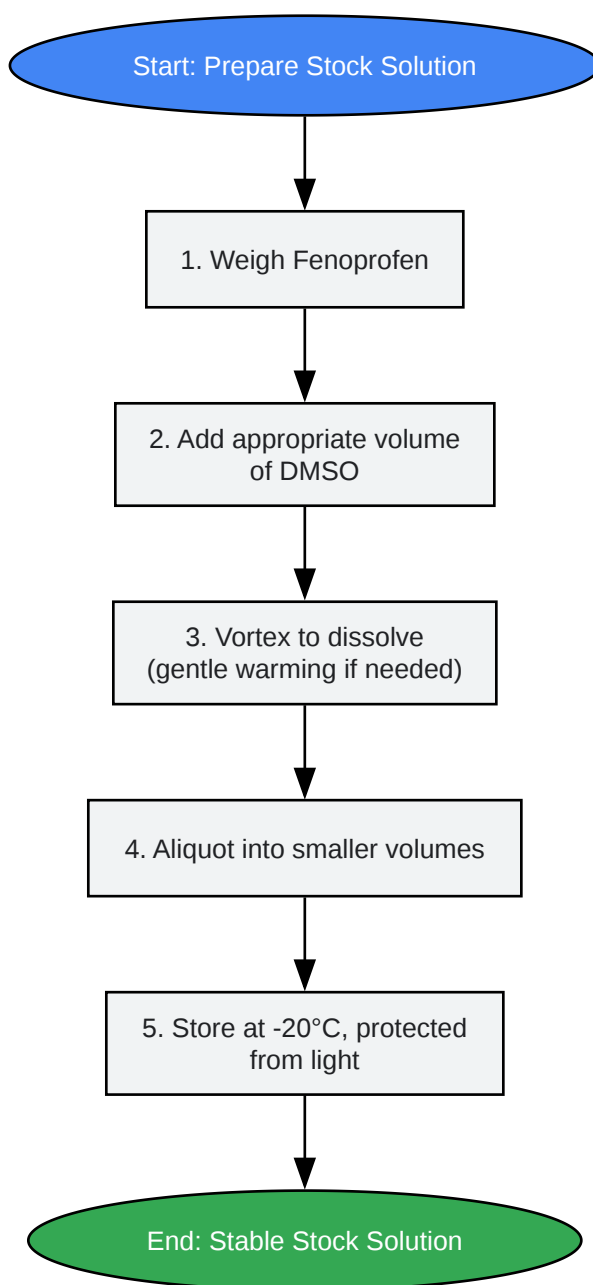 Start: Prepare Stock Solution
1. Weigh Fenoprofen
2. Add appropriate volume
of DMSO
3. Vortex to dissolve
(gentle warming if needed)
4. Aliquot into smaller volumes
5. Store at -20°C, protected
from light
End: Stable Stock Solution